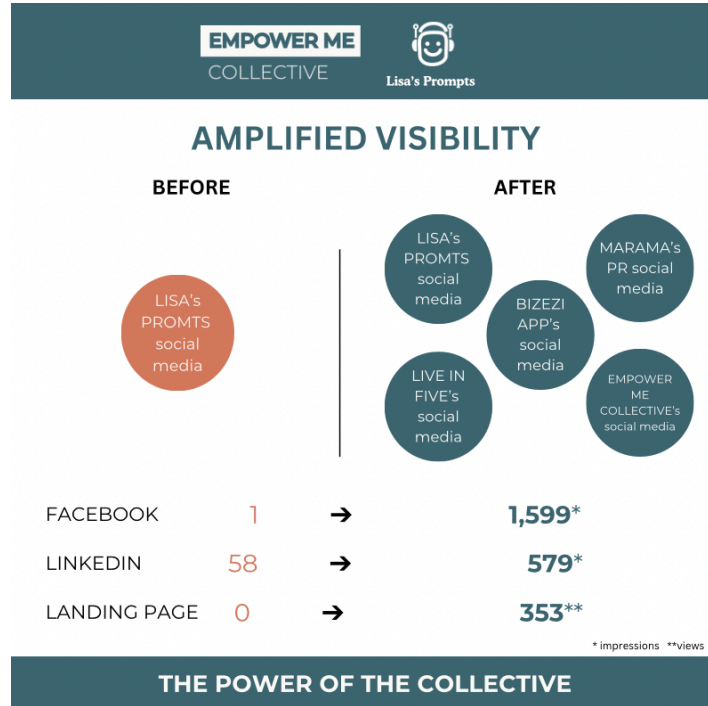 EMPOWER ME
COLLECTIVE
Lisa's Prompts
AMPLIFIED VISIBILITY
BEFORE
AFTER
LISA's
PROMTS
social
media
LISA's
PROMTS
social
media
MARAMA's
PR social
media
BIZEZI
APP's
social
media
LIVE IN
FIVE's
social
media
EMPOWER
ME
COLLECTIVE's
social media
FACEBOOK 1 ➔ 1,599*
LINKEDIN 58 ➔ 579*
LANDING PAGE 0 ➔ 353**
* impressions **views
THE POWER OF THE COLLECTIVE